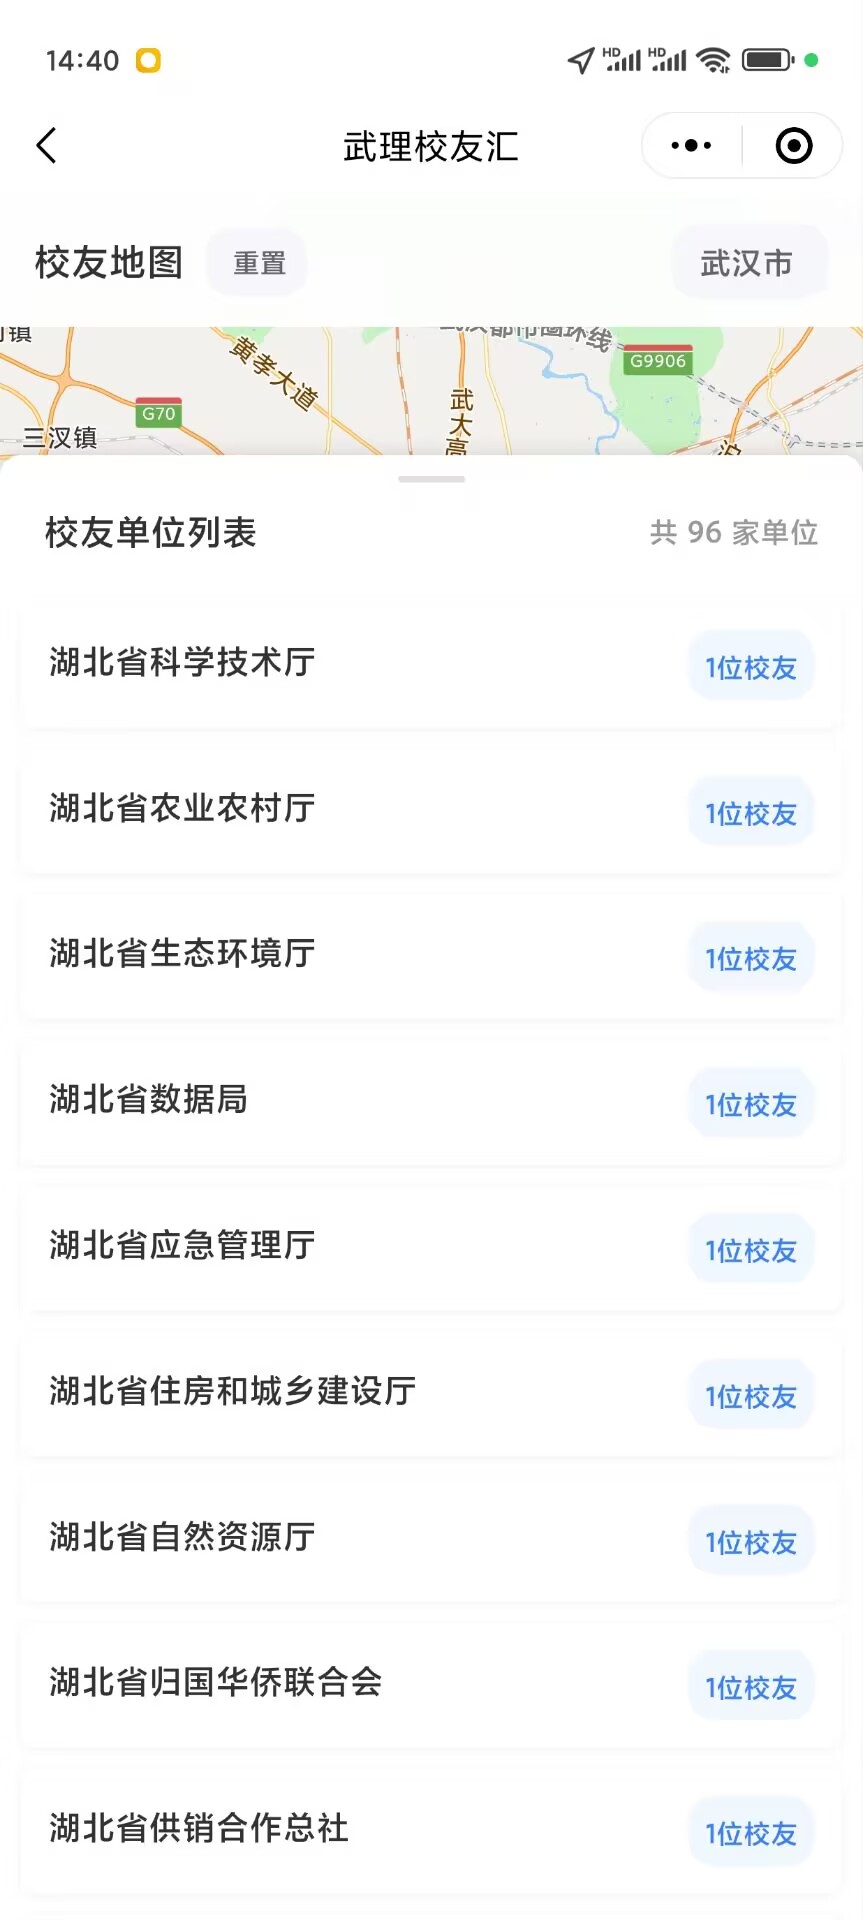 14:40
武理校友汇
校友地图 重置 武汉市
黄孝大道
G9906
G70
武大高
三汊镇
校友单位列表 共 96 家单位
湖北省科学技术厅 1位校友
湖北省农业农村厅 1位校友
湖北省生态环境厅 1位校友
湖北省数据局 1位校友
湖北省应急管理厅 1位校友
湖北省住房和城乡建设厅 1位校友
湖北省自然资源厅 1位校友
湖北省归国华侨联合会 1位校友
湖北省供销合作总社 1位校友